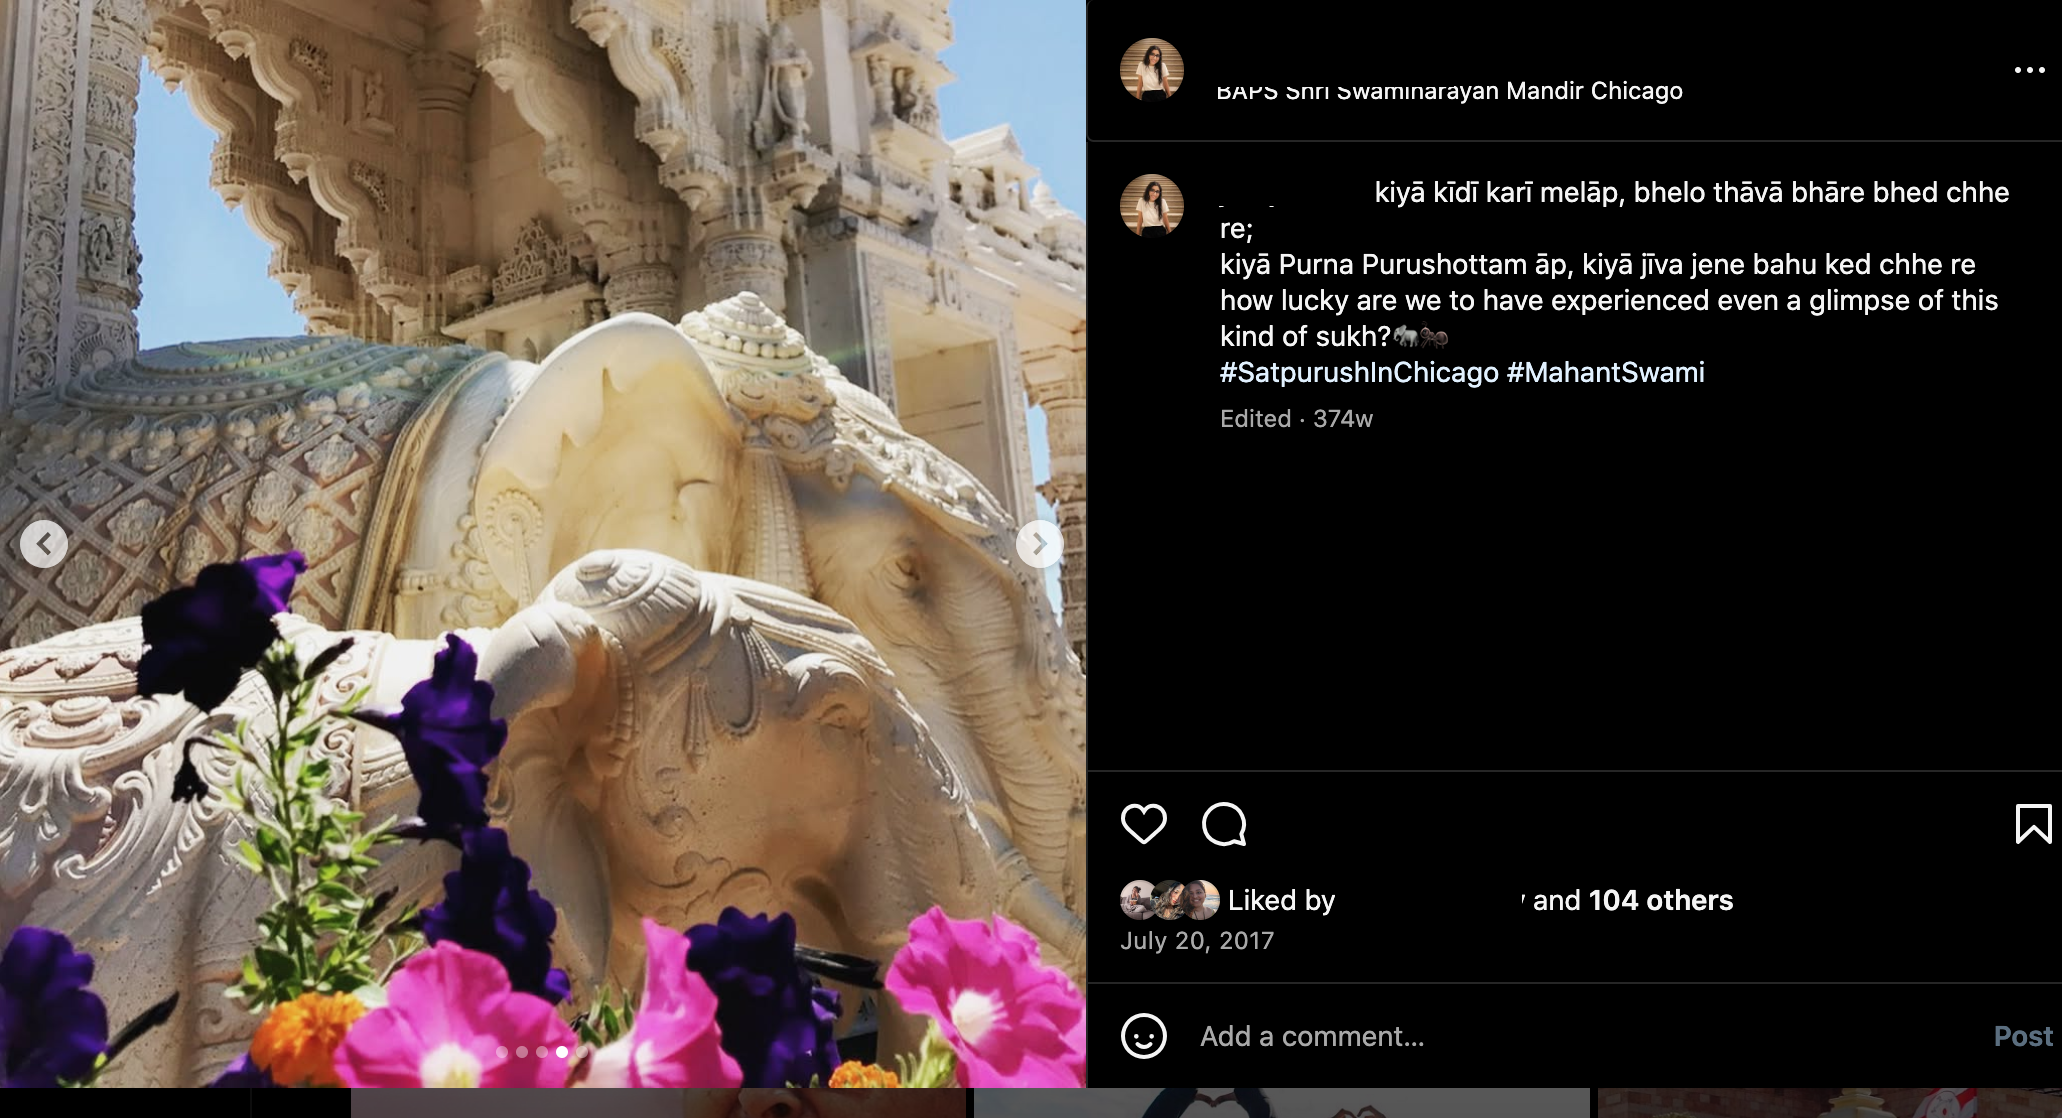 BAPS Shri Swaminarayan Mandir Chicago
kiyā kīdī karī melāp, bhelo thāvā bhāre bhed chhe
re;
kiyā Purna Purushottam āp, kiyā jīva jene bahu ked chhe re
how lucky are we to have experienced even a glimpse of this
kind of sukh?🐘🐜
#SatpurushInChicago #MahantSwami
Edited · 374w
Liked by and 104 others
July 20, 2017
Add a comment...
Post